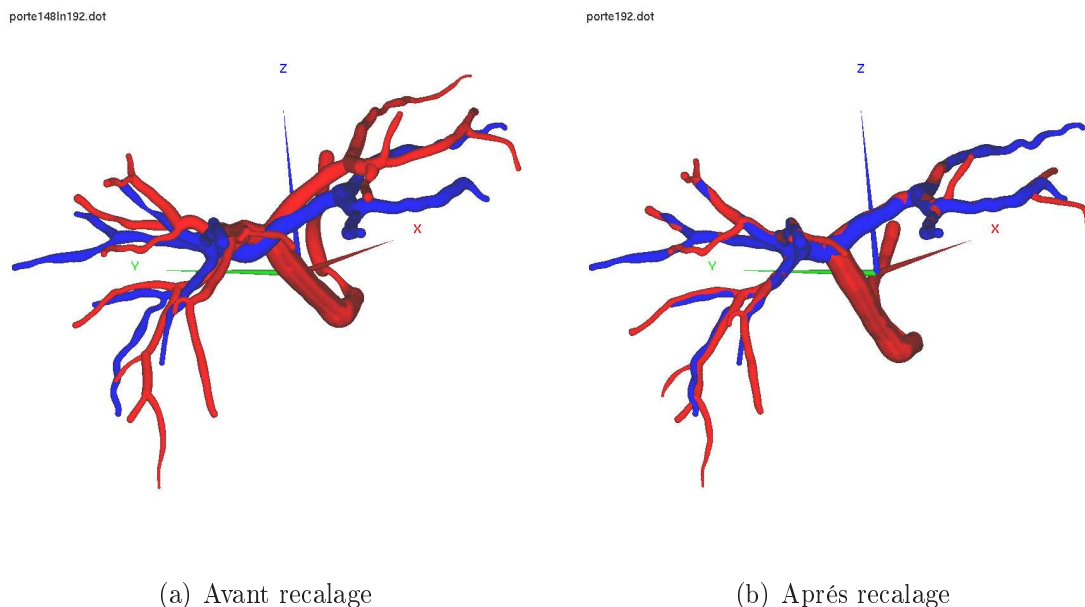 porte148In192.dot
porte192.dot
Z
Z
X
X
Y
Y
(a) Avant recalage
(b) Aprés recalage